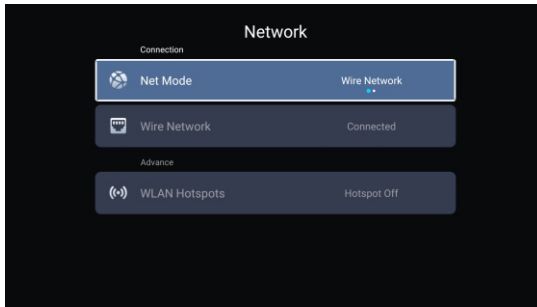 Network
Connection
Net Mode Wire Network
Wire Network Connected
Advance
WLAN Hotspots Hotspot Off